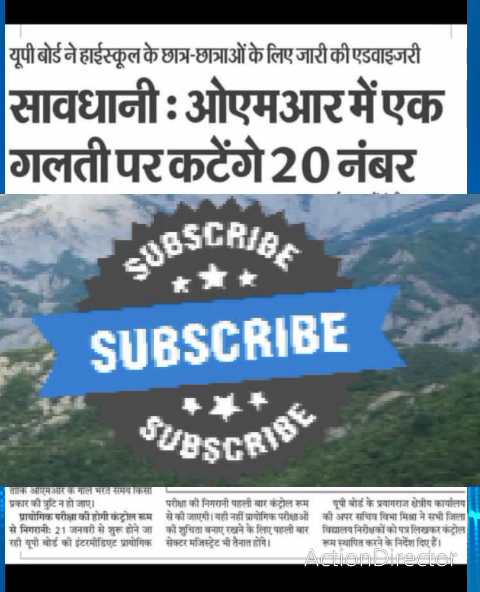 यूपी बोर्ड ने हाईस्कूल के छात्र-छात्राओं के लिए जारी की एडवाइजरी
सावधानी : ओएमआर में एक
गलती पर कटेंगे 20 नंबर
SUBSCRIBE
SUBSCRIBE
SUBSCRIBE
ताकि ओएमआर के गोले भरते समय किसी
प्रकार की त्रुटि न हो जाए।
प्रायोगिक परीक्षा की होगी कंट्रोल रूम
से निगरानी: 21 जनवरी से शुरू होने जा
रही यूपी बोर्ड की इंटरमीडिएट प्रायोगिक
परीक्षा की निगरानी पहली बार कंट्रोल रूम
से की जाएगी। यही नहीं प्रायोगिक परीक्षाओं
की शुचिता बनाए रखने के लिए पहली बार
सेक्टर मजिस्ट्रेट भी तैनात होंगे।
यूपी बोर्ड के प्रयागराज क्षेत्रीय कार्यालय
की अपर सचिव विभा मिश्रा ने सभी जिला
विद्यालय निरीक्षकों को पत्र लिखकर कंट्रोल
रूम स्थापित करने के निर्देश दिए हैं।
ActionDirector